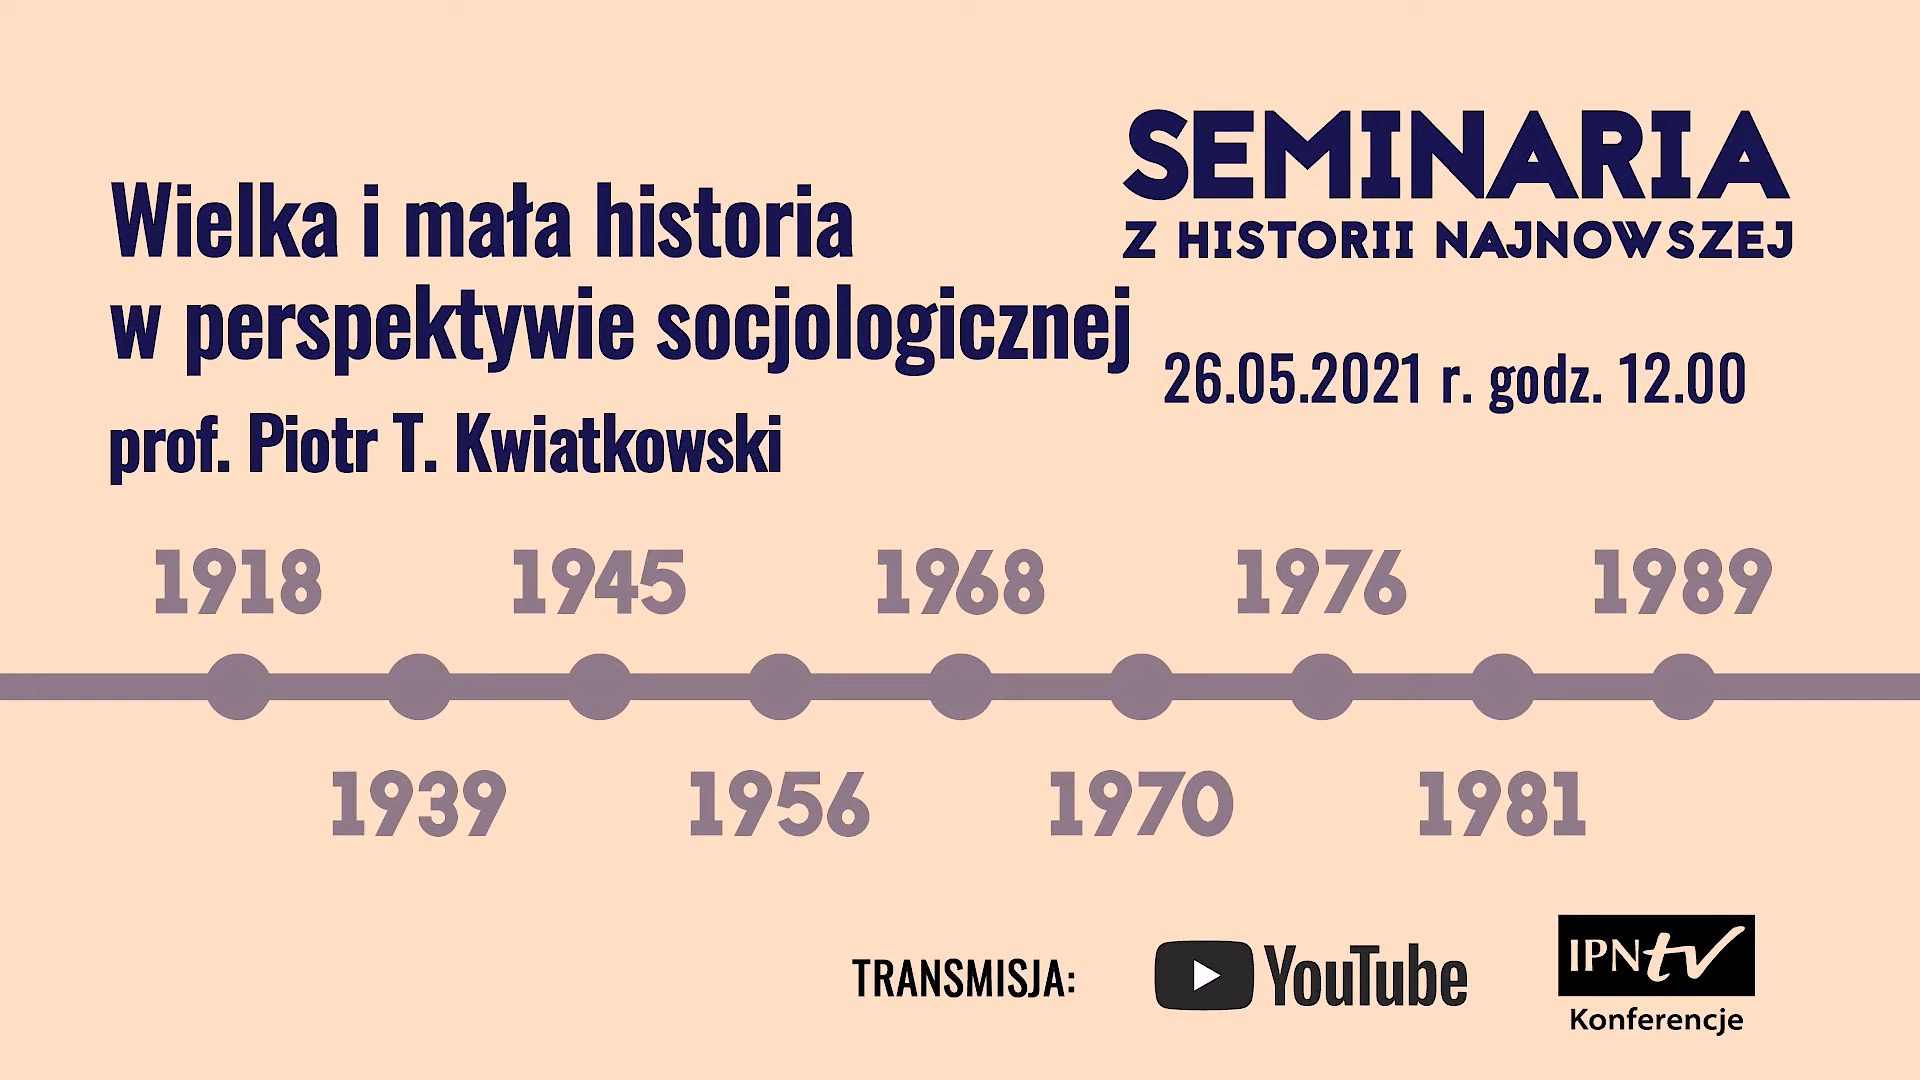 Wielka i mała historia
w perspektywie socjologicznej
prof. Piotr T. Kwiatkowski
SEMINARIA
Z HISTORII NAJNOWSZEJ
26.05.2021 r. godz. 12.00
1918 1945 1968 1976 1989
1939 1956 1970 1981
TRANSMISJA: YouTube IPNtv
Konferencje